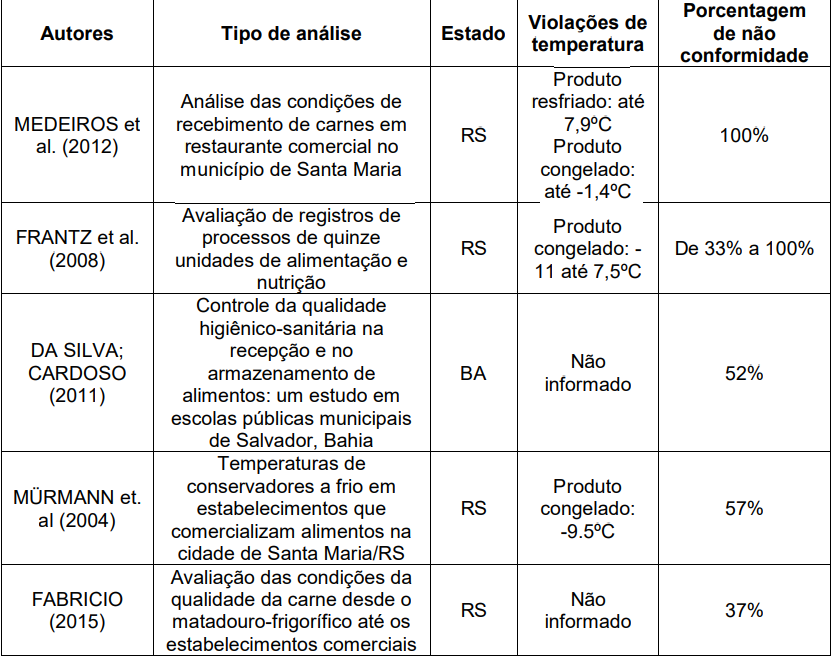 Autores
Tipo de análise
Estado
Violações de
temperatura
Porcentagem
de não
conformidade
MEDEIROS et
al. (2012)
Análise das condições de
recebimento de carnes em
restaurante comercial no
município de Santa Maria
RS
Produto
resfriado: até
7,9ºC
Produto
congelado:
até -1,4ºC
100%
FRANTZ et al.
(2008)
Avaliação de registros de
processos de quinze
unidades de alimentação e
nutrição
RS
Produto
congelado: -
11 até 7,5ºC
De 33% a 100%
DA SILVA;
CARDOSO
(2011)
Controle da qualidade
higiênico-sanitária na
recepção e no
armazenamento de
alimentos: um estudo em
escolas públicas municipais
de Salvador, Bahia
BA
Não
informado
52%
MÜRMANN et.
al (2004)
Temperaturas de
conservadores a frio em
estabelecimentos que
comercializam alimentos na
cidade de Santa Maria/RS
RS
Produto
congelado:
-9.5ºC
57%
FABRICIO
(2015)
Avaliação das condições da
qualidade da carne desde o
matadouro-frigorífico até os
estabelecimentos comerciais
RS
Não
informado
37%